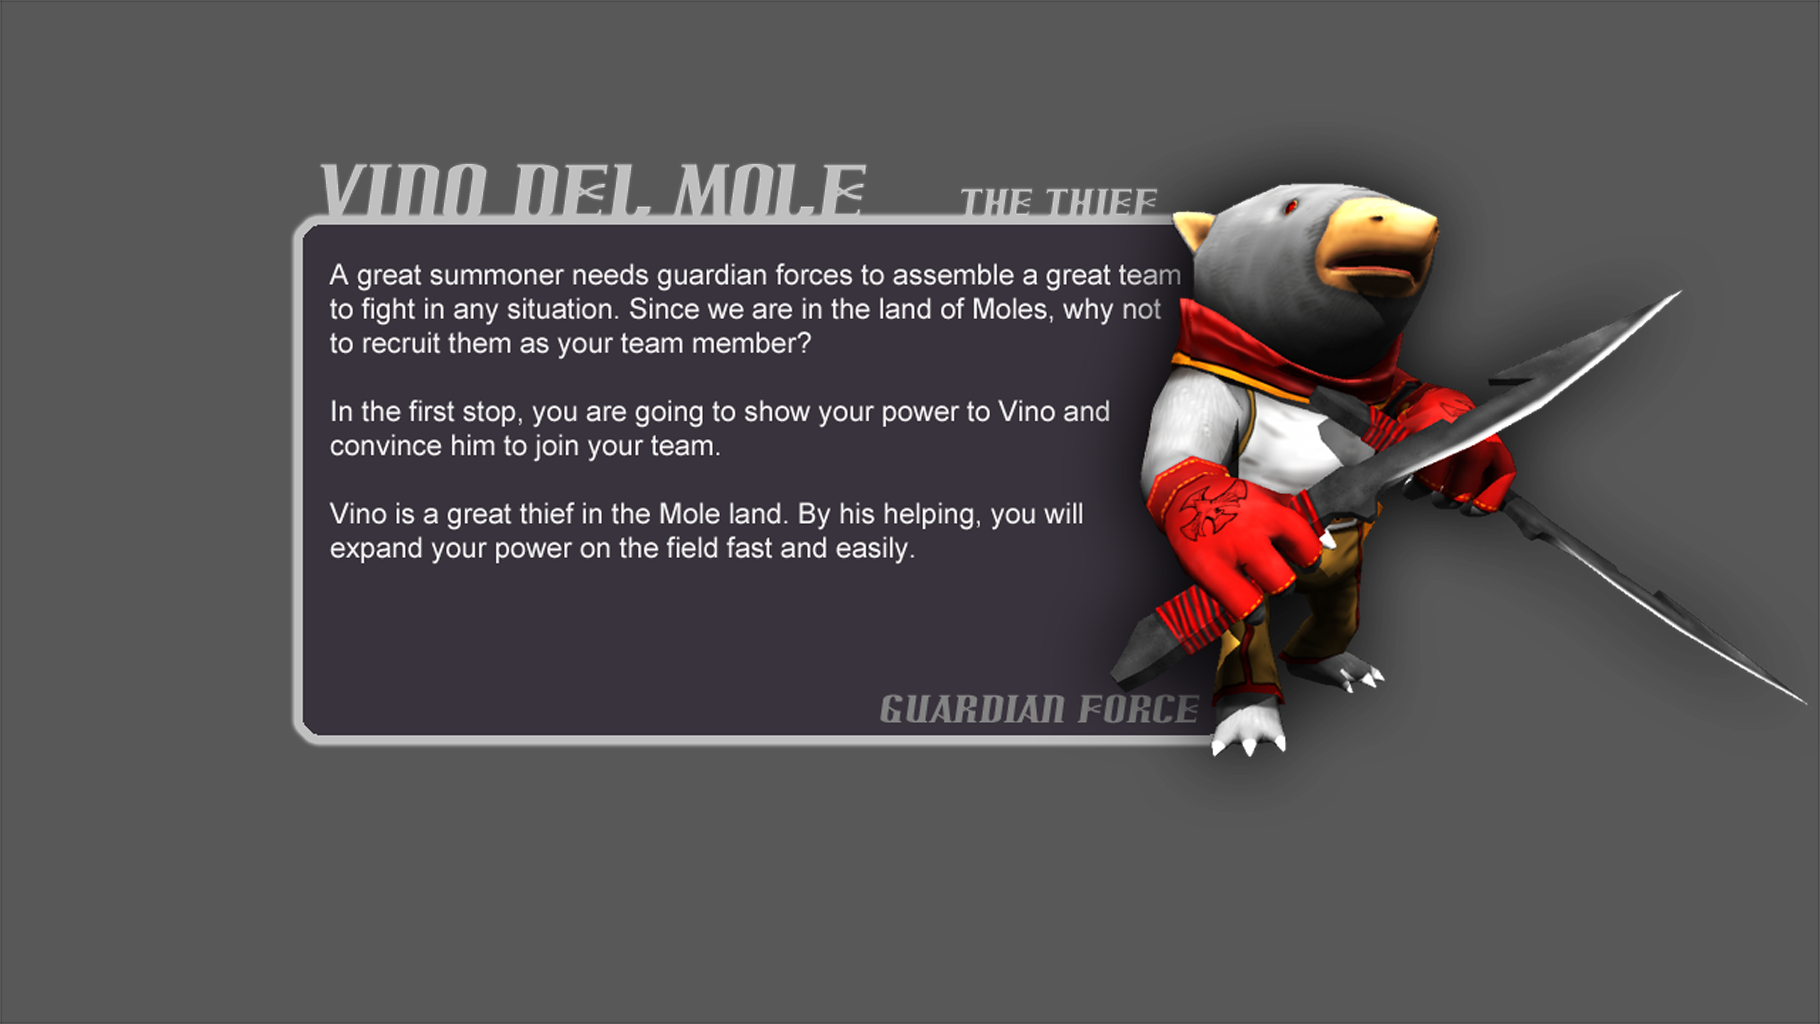 VINO DEL MOLE THE THIEF
A great summoner needs guardian forces to assemble a great team
to fight in any situation. Since we are in the land of Moles, why not
to recruit them as your team member?
In the first stop, you are going to show your power to Vino and
convince him to join your team.
Vino is a great thief in the Mole land. By his helping, you will
expand your power on the field fast and easily.
GUARDIAN FORCE